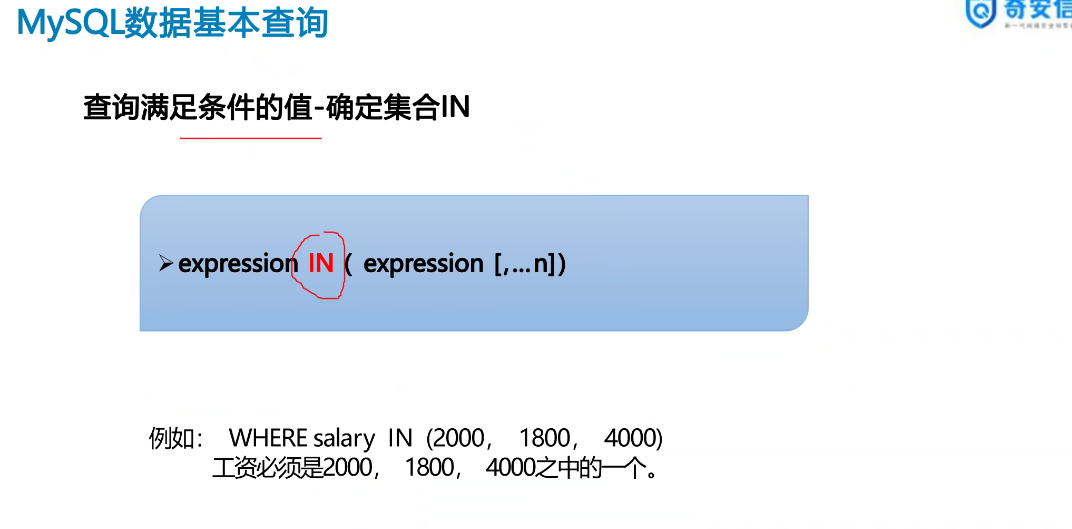 MySQL数据基本查询
奇安信
查询满足条件的值-确定集合IN
➢expression IN ( expression [,…n])
例如： WHERE salary IN (2000， 1800， 4000)
工资必须是2000， 1800， 4000之中的一个。